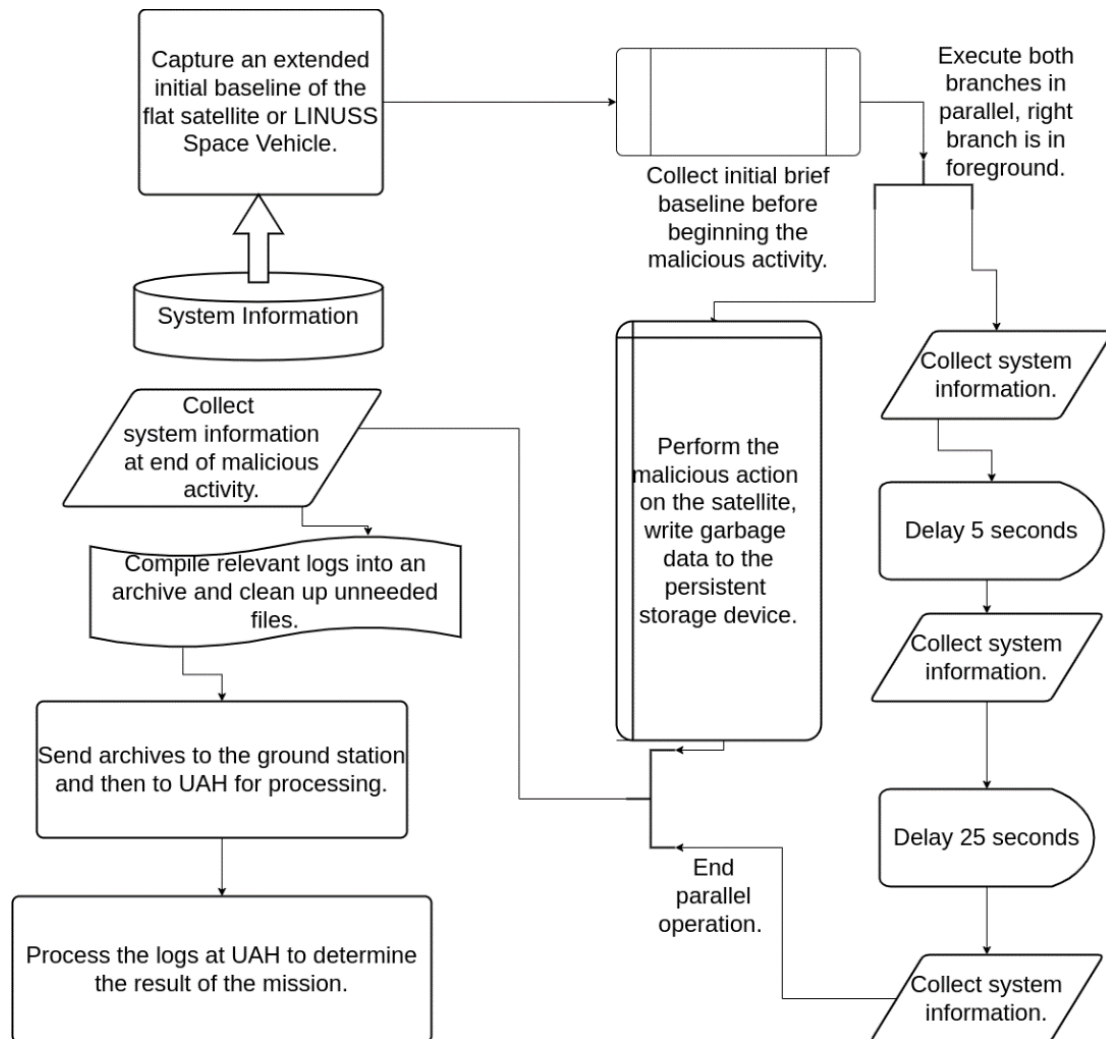 Capture an extended
initial baseline of the
flat satellite or LINUSS
Space Vehicle.
System Information
Collect initial brief
baseline before
beginning the
malicious activity.
Execute both
branches in
parallel, right
branch is in
foreground.
Perform the
malicious action
on the satellite,
write garbage
data to the
persistent
storage device.
Collect system
information.
Delay 5 seconds
Collect system
information.
Delay 25 seconds
Collect system
information.
End
parallel
operation.
Collect
system information
at end of malicious
activity.
Compile relevant logs into an
archive and clean up unneeded
files.
Send archives to the ground station
and then to UAH for processing.
Process the logs at UAH to determine
the result of the mission.